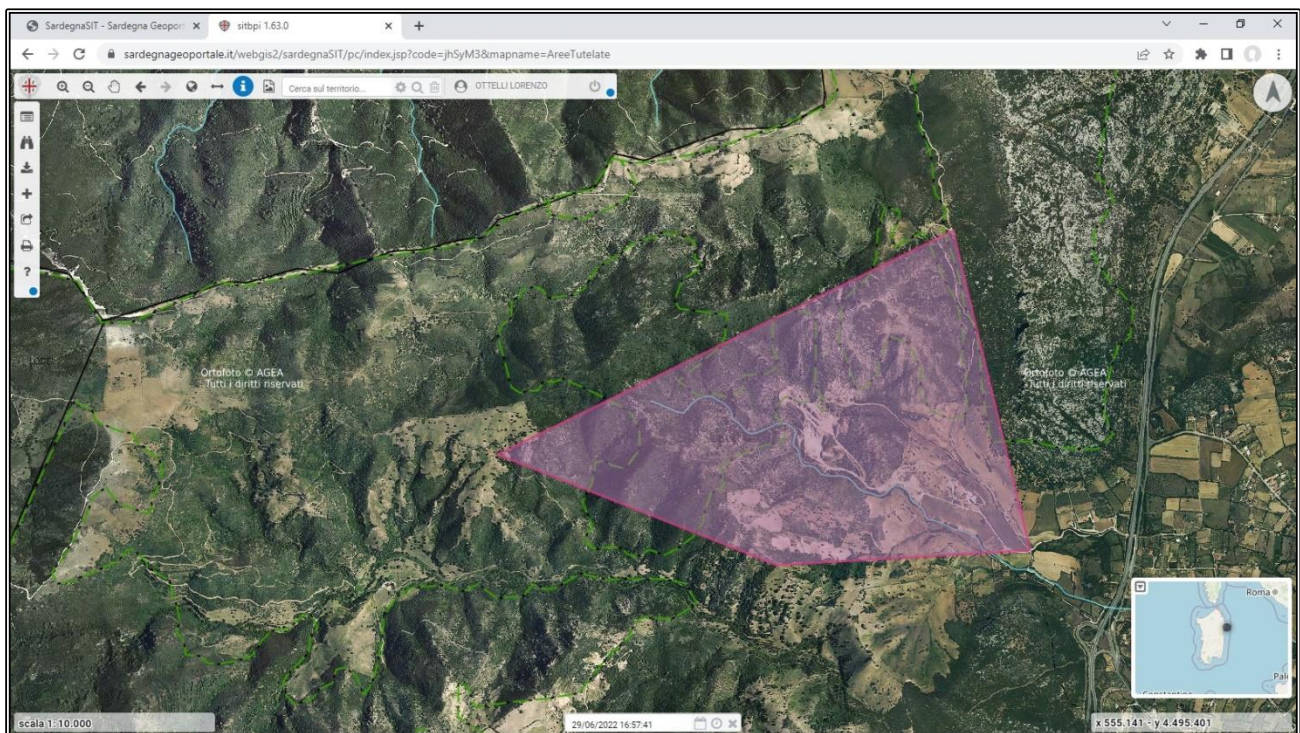 SardegnaSIT - Sardegna Geoport
sitbpi 1.63.0
sardegnageoportale.it/webgis2/sardegnaSIT/pc/index.jsp?code=jhSyM3&mapname=AreeTutelate
Cerca sul territorio...
OTTELLI LORENZO
Ortofoto © AGEA
Tutti i diritti riservati
Ortofoto © AGEA
Tutti i diritti riservati
Roma
Pale
Constantine
scala 1: 10.000
29/06/2022 16:57:41
x 555.141 - y 4.495.401